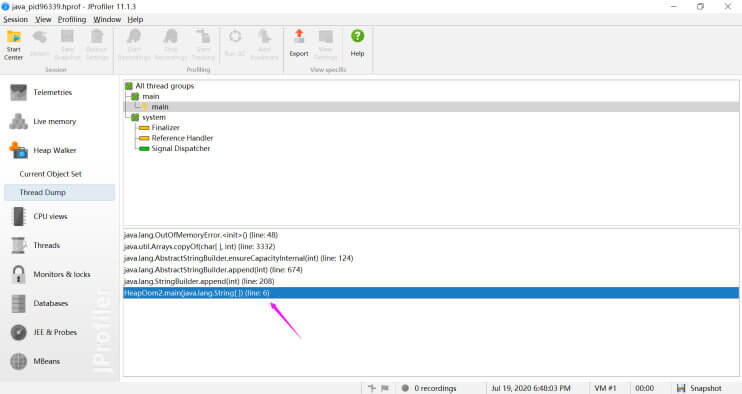 java_pid96339.hprof - JProfiler 11.1.3
Session View Profiling Window Help
Start Center
Detach
Save Snapshot
Session Settings
Start Recordings
Stop Recordings
Start Tracking
Run GC
Add Bookmark
Export
View Settings
Help
Session
Profiling
View specific
Telemetries
Live memory
Heap Walker
Current Object Set
Thread Dump
CPU views
Threads
Monitors & locks
Databases
JEE & Probes
MBeans
JProfiler
All thread groups
main
main
system
Finalizer
Reference Handler
Signal Dispatcher
java.lang.OutOfMemoryError.<init>() (line: 48)
java.util.Arrays.copyOf(char[ ], int) (line: 3332)
java.lang.AbstractStringBuilder.ensureCapacityInternal(int) (line: 124)
java.lang.AbstractStringBuilder.append(int) (line: 674)
java.lang.StringBuilder.append(int) (line: 208)
HeapOom2.main(java.lang.String[ ]) (line: 6)
0 recordings
Jul 19, 2020 6:48:03 PM
VM #1
00:00
Snapshot